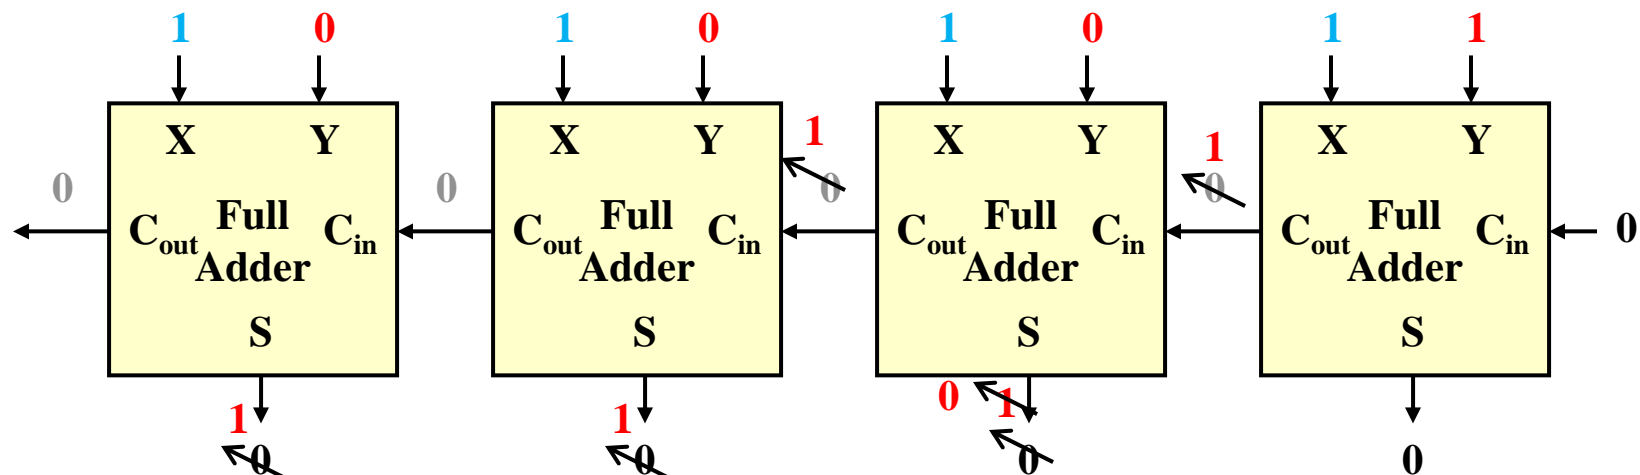 1 0 1 0 1 0 1 1
X Y X Y X Y X Y
1 1
0 0 0 0
Cout Full Adder Cin Cout Full Adder Cin Cout Full Adder Cin Cout Full Adder Cin 0
S S S S
1 1 0 1
0 0 0 0